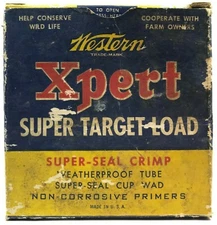 TO OPEN
HELP CONSERVE
WILD LIFE
COOPERATE WITH
FARM OWNERS
Western
TRADE-MARK
Xpert
SUPER TARGET LOAD
SUPER-SEAL CRIMP
WEATHERPROOF TUBE
SUPER-SEAL CUP WAD
NON-CORROSIVE PRIMERS
MADE IN U.S.A.